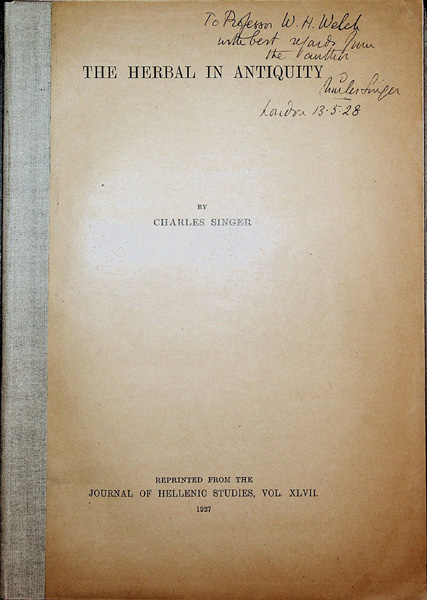 To Professor W. H. Welch
with best regards from
the author
THE HERBAL IN ANTIQUITY
Charles Singer
London 13·5·28
BY
CHARLES SINGER
REPRINTED FROM THE
JOURNAL OF HELLENIC STUDIES, VOL. XLVII.
1927